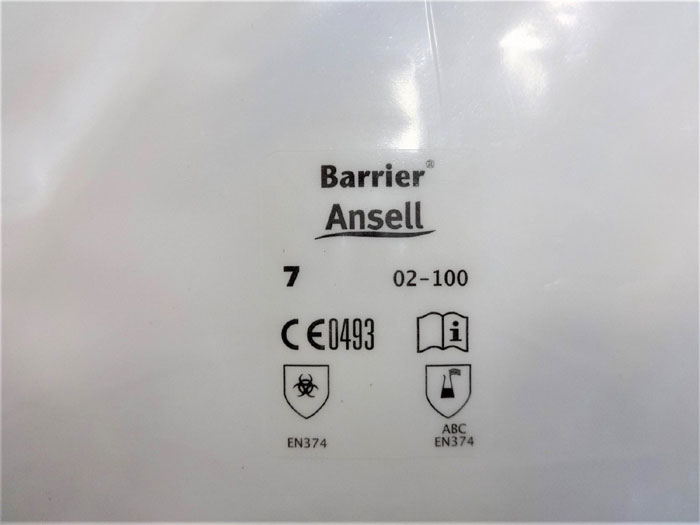 Barrier®
Ansell
7 02-100
CE0493 i
EN374 ABC
EN374